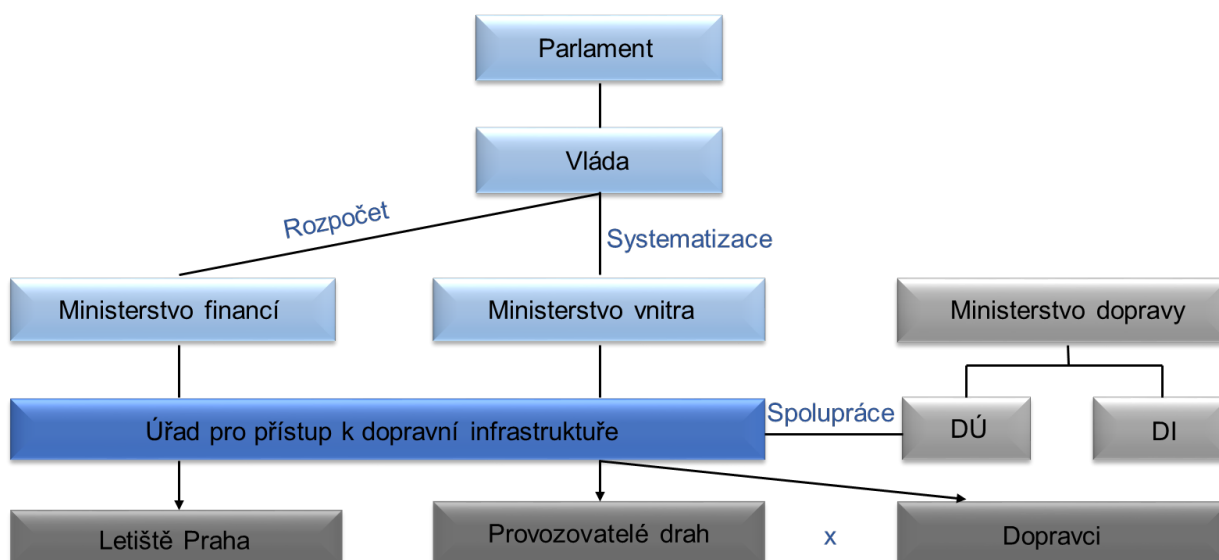 Parlament
Vláda
Rozpočet
Systematizace
Ministerstvo financí
Ministerstvo vnitra
Ministerstvo dopravy
Úřad pro přístup k dopravní infrastruktuře
Spolupráce
DÚ
DI
Letiště Praha
Provozovatelé drah
x
Dopravci